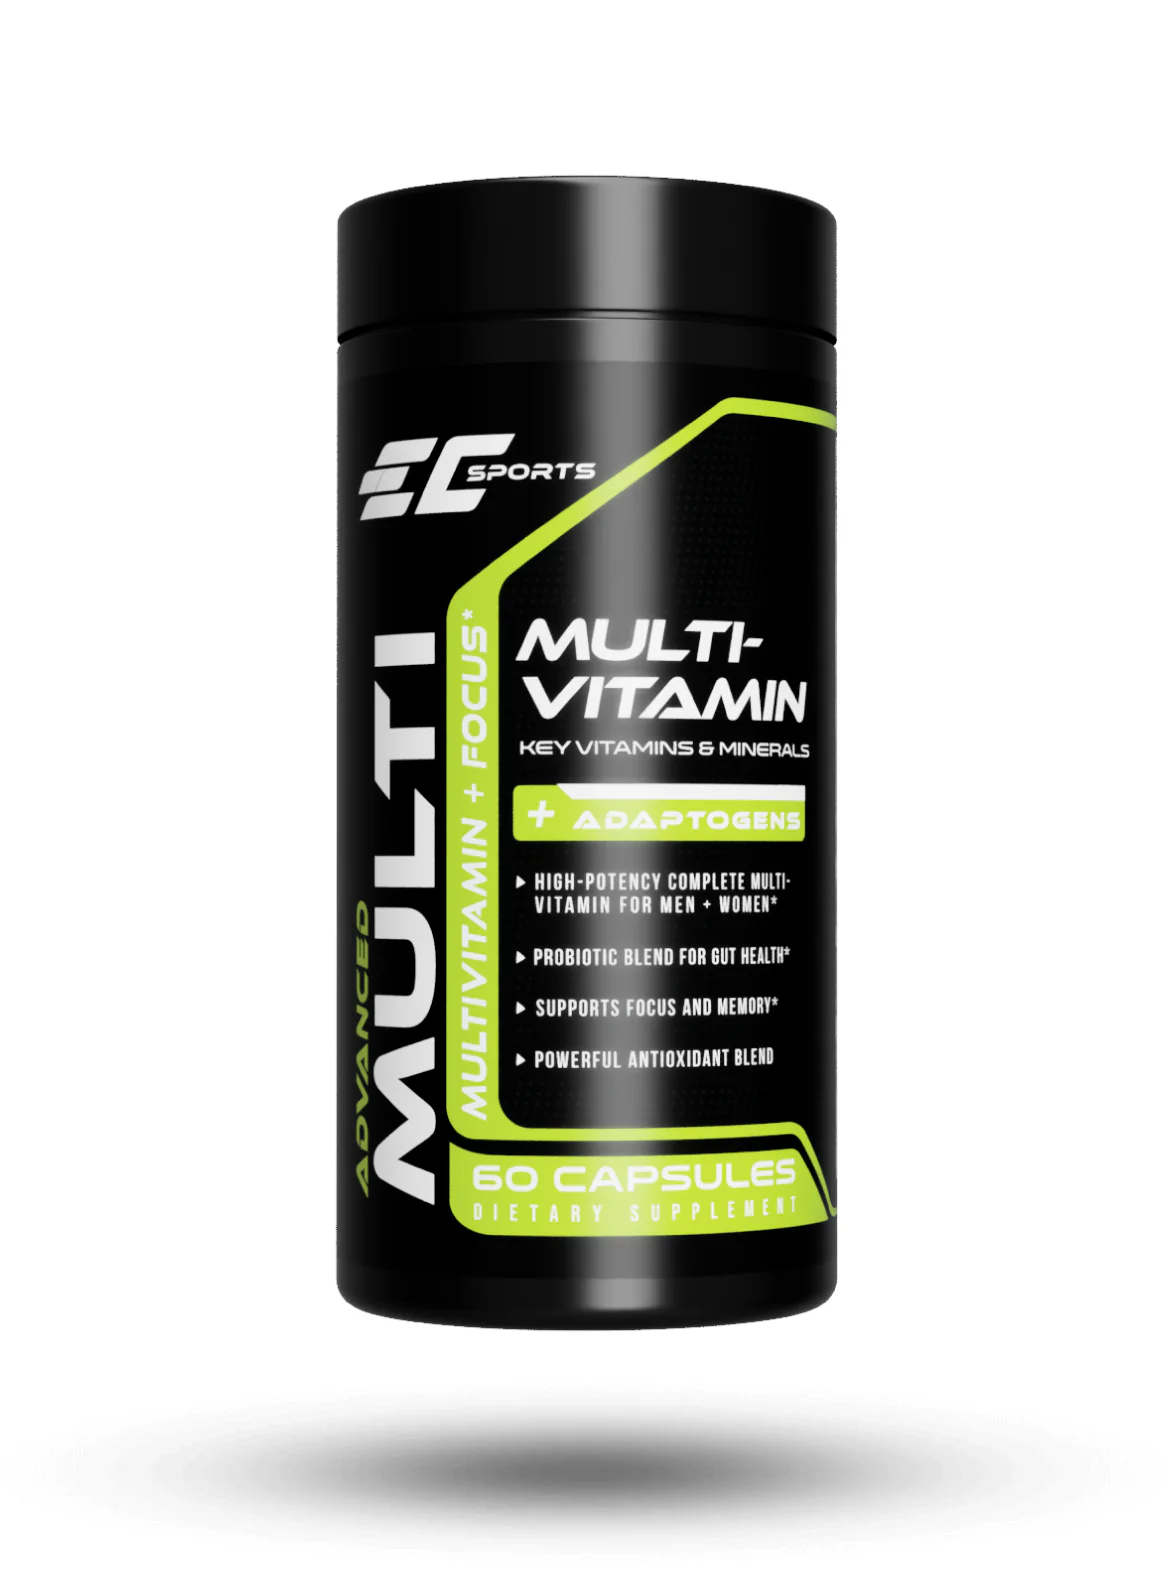 EC SPORTS
ADVANCED
MULTI
MULTIVITAMIN + FOCUS*
MULTI-
VITAMIN
KEY VITAMINS & MINERALS
+ ADAPTOGENS
HIGH-POTENCY COMPLETE MULTI-
VITAMIN FOR MEN + WOMEN*
PROBIOTIC BLEND FOR GUT HEALTH*
SUPPORTS FOCUS AND MEMORY*
POWERFUL ANTIOXIDANT BLEND
60 CAPSULES
DIETARY SUPPLEMENT